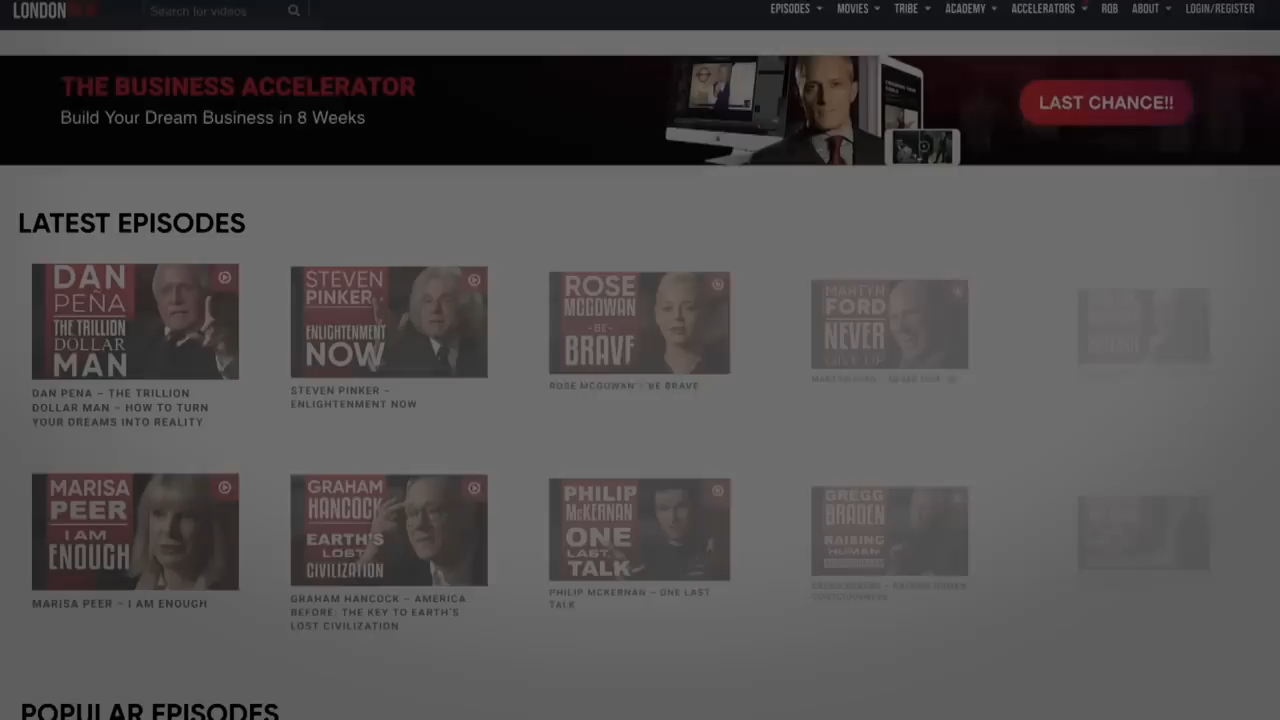 LONDON
Search for videos
EPISODES MOVIES TRIBE ACADEMY ACCELERATORS RQB ABOUT LOGIN/REGISTER
THE BUSINESS ACCELERATOR
Build Your Dream Business in 8 Weeks
LAST CHANCE!!
LATEST EPISODES
DAN
PEÑA
THE TRILLION
DOLLAR
MAN
DAN PENA – THE TRILLION
DOLLAR MAN – HOW TO TURN
YOUR DREAMS INTO REALITY
STEVEN
PINKER
ENLIGHTENMENT
NOW
STEVEN PINKER –
ENLIGHTENMENT NOW
ROSE
MCGOWAN
-BE-
BRAVE
ROSE MCGOWAN – BE BRAVE
MARTYN
FORD
NEVER
MARISA
PEER
I AM
ENOUGH
MARISA PEER – I AM ENOUGH
GRAHAM
HANCOCK
EARTH'S
LOST
CIVILIZATION
GRAHAM HANCOCK – AMERICA
BEFORE: THE KEY TO EARTH'S
LOST CIVILIZATION
PHILIP
McKERNAN
ONE
LAST
TALK
PHILIP MCKERNAN – ONE LAST
TALK
GREGG
BRADEN
RAISING
HUMAN
POPULAR EPISODES